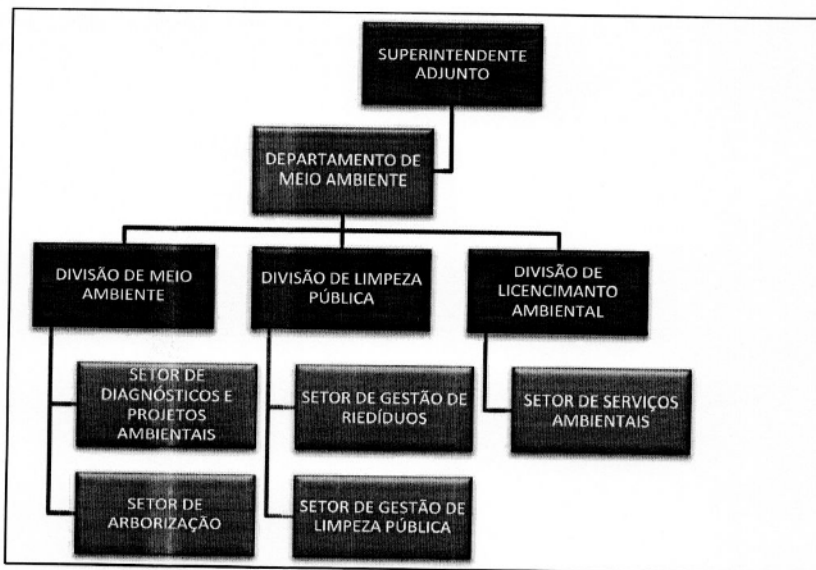 SUPERINTENDENTE
ADJUNTO
DEPARTAMENTO DE
MEIO AMBIENTE
DIVISÃO DE MEIO
AMBIENTE
DIVISÃO DE LIMPEZA
PÚBLICA
DIVISÃO DE
LICENCIMANTO
AMBIENTAL
SETOR DE
DIAGNÓSTICOS E
PROJETOS
AMBIENTAIS
SETOR DE GESTÃO DE
RIEDÍDUOS
SETOR DE SERVIÇOS
AMBIENTAIS
SETOR DE
ARBORIZAÇÃO
SETOR DE GESTÃO DE
LIMPEZA PÚBLICA